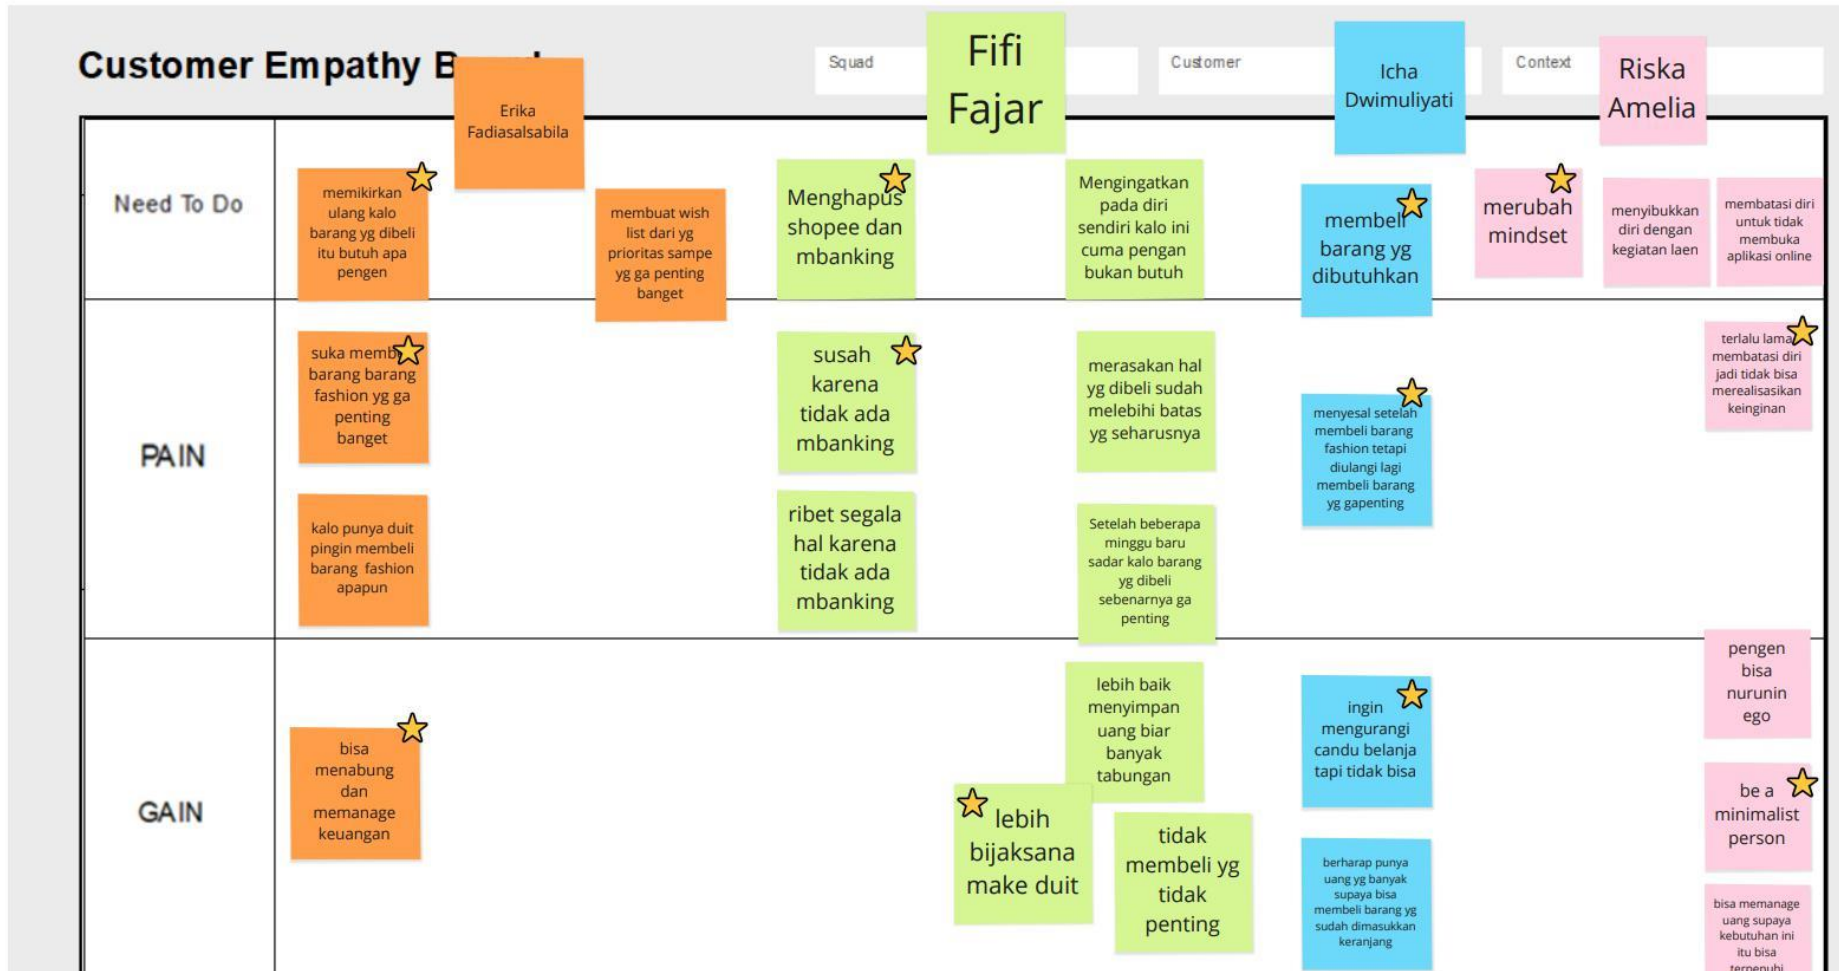 Customer Empathy B
Squad
Customer
Context
Erika
Fadiasalsabila
Fifi
Fajar
Icha
Dwimuliyati
Riska
Amelia
Need To Do
memikirkan
ulang kalo
barang yg dibeli
itu butuh apa
pengen
membuat wish
list dari yg
prioritas sampe
yg ga penting
banget
Menghapus
shopee dan
mbanking
Mengingatkan
pada diri
sendiri kalo ini
cuma pengan
bukan butuh
membeli
barang yg
dibutuhkan
merubah
mindset
menyibukkan
diri dengan
kegiatan laen
membatasi diri
untuk tidak
membuka
aplikasi online
PAIN
suka membe
barang barang
fashion yg ga
penting
banget
kalo punya duit
pingin membeli
barang fashion
apapun
susah
karena
tidak ada
mbanking
ribet segala
hal karena
tidak ada
mbanking
merasakan hal
yg dibeli sudah
melebihi batas
yg seharusnya
Setelah beberapa
minggu baru
sadar kalo barang
yg dibeli
sebenarnya ga
penting
menyesal setelah
membeli barang
fashion tetapi
diulangi lagi
membeli barang
yg gapenting
terlalu lama
membatasi diri
jadi tidak bisa
merealisasikan
keinginan
GAIN
bisa
menabung
dan
memanage
keuangan
lebih baik
menyimpan
uang biar
banyak
tabungan
lebih
bijaksana
make duit
tidak
membeli yg
tidak
penting
ingin
mengurangi
candu belanja
tapi tidak bisa
berharap punya
uang yg banyak
supaya bisa
membeli barang yg
sudah dimasukkan
keranjang
pengen
bisa
nurunin
ego
be a
minimalist
person
bisa memanage
uang supaya
kebutuhan ini
itu bisa
terpenuhi